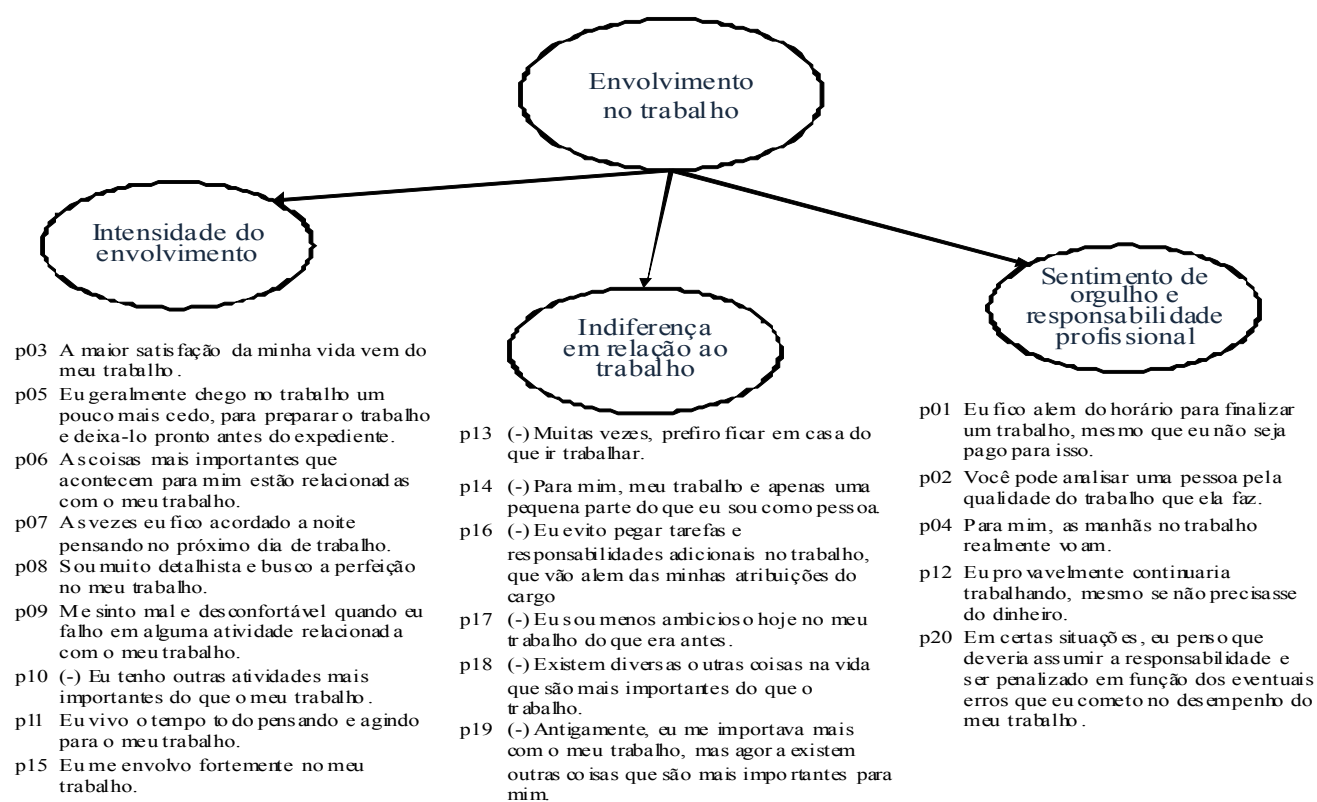 Envolvimento
no trabalho
Intensidade do
envolvimento
Indiferença
em relação ao
trabalho
Sentimento de
orgulho e
responsabilidade
profissional
p03 A maior satisfação da minha vida vem do
meu trabalho.
p05 Eu geralmente chego no trabalho um
pouco mais cedo, para preparar o trabalho
e deixa-lo pronto antes do expediente.
p06 As coisas mais importantes que
acontecem para mim estão relacionadas
com o meu trabalho.
p07 As vezes eu fico acordado a noite
pensando no próximo dia de trabalho.
p08 Sou muito detalhista e busco a perfeição
no meu trabalho.
p09 Me sinto mal e desconfortável quando eu
falho em alguma atividade relacionada
com o meu trabalho.
p10 (-) Eu tenho outras atividades mais
importantes do que o meu trabalho.
p11 Eu vivo o tempo todo pensando e agindo
para o meu trabalho.
p15 Eu me envolvo fortemente no meu
trabalho.
p13 (-) Muitas vezes, prefiro ficar em casa do
que ir trabalhar.
p14 (-) Para mim, meu trabalho e apenas uma
pequena parte do que eu sou como pessoa.
p16 (-) Eu evito pegar tarefas e
responsabilidades adicionais no trabalho,
que vão alem das minhas atribuições do
cargo
p17 (-) Eu sou menos ambicioso hoje no meu
trabalho do que era antes.
p18 (-) Existem diversas outras coisas na vida
que são mais importantes do que o
trabalho.
p19 (-) Antigamente, eu me importava mais
com o meu trabalho, mas agora existem
outras coisas que são mais importantes para
mim.
p01 Eu fico alem do horário para finalizar
um trabalho, mesmo que eu não seja
pago para isso.
p02 Você pode analisar uma pessoa pela
qualidade do trabalho que ela faz.
p04 Para mim, as manhãs no trabalho
realmente voam.
p12 Eu provavelmente continuaria
trabalhando, mesmo se não precisasse
do dinheiro.
p20 Em certas situações, eu penso que
deveria assumir a responsabilidade e
ser penalizado em função dos eventuais
erros que eu cometo no desempenho do
meu trabalho.